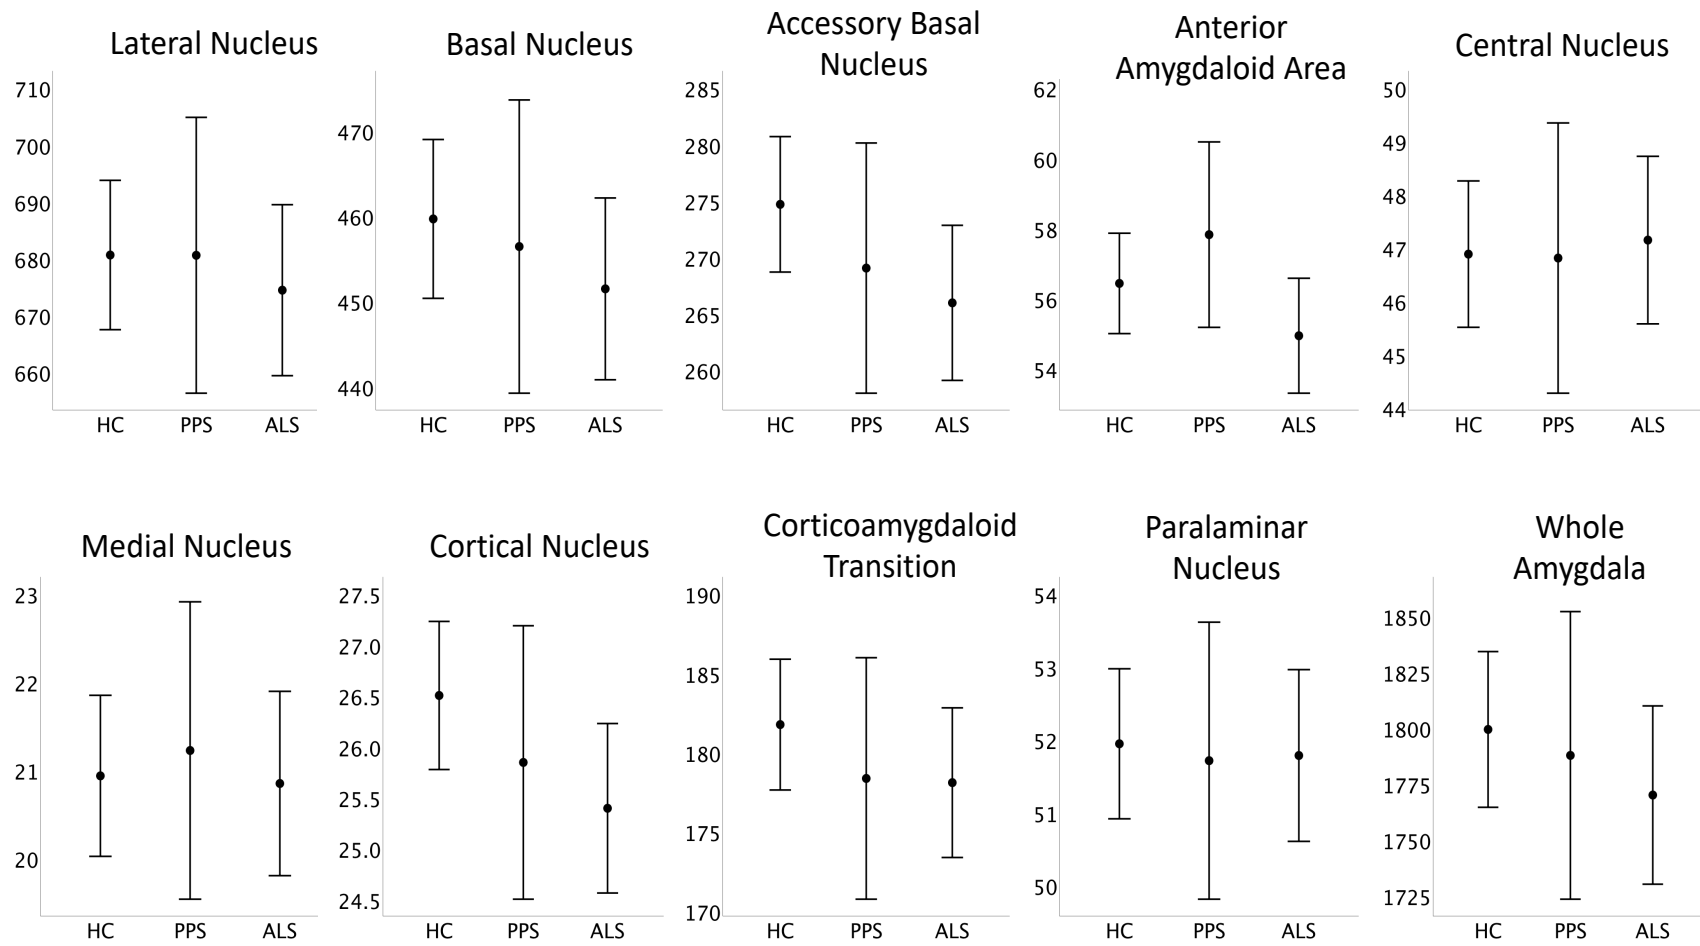 Lateral Nucleus
710
700
690
680
670
660
HC PPS ALS
Basal Nucleus
470
460
450
440
HC PPS ALS
Accessory Basal
Nucleus
285
280
275
270
265
260
HC PPS ALS
Anterior
Amygdaloid Area
62
60
58
56
54
HC PPS ALS
Central Nucleus
50
49
48
47
46
45
44
HC PPS ALS
Medial Nucleus
23
22
21
20
HC PPS ALS
Cortical Nucleus
27.5
27.0
26.5
26.0
25.5
25.0
24.5
HC PPS ALS
Corticoamygdaloid
Transition
190
185
180
175
170
HC PPS ALS
Paralaminar
Nucleus
54
53
52
51
50
HC PPS ALS
Whole
Amygdala
1850
1825
1800
1775
1750
1725
HC PPS ALS